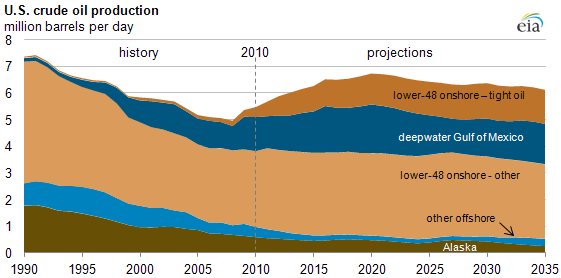 U.S. crude oil production
million barrels per day
eia
8
7
6
5
4
3
2
1
0
history
2010
projections
lower-48 onshore – tight oil
deepwater Gulf of Mexico
lower-48 onshore - other
other offshore
Alaska
1990 1995 2000 2005 2010 2015 2020 2025 2030 2035